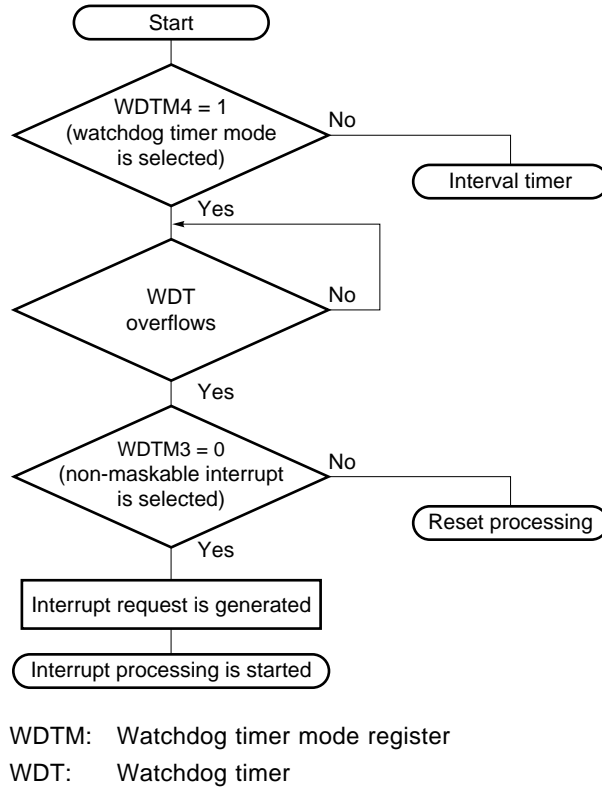 Start
WDTM4 = 1
(watchdog timer mode
is selected)
No
Interval timer
Yes
WDT
overflows
No
Yes
WDTM3 = 0
(non-maskable interrupt
is selected)
No
Reset processing
Yes
Interrupt request is generated
Interrupt processing is started
WDTM: Watchdog timer mode register
WDT: Watchdog timer